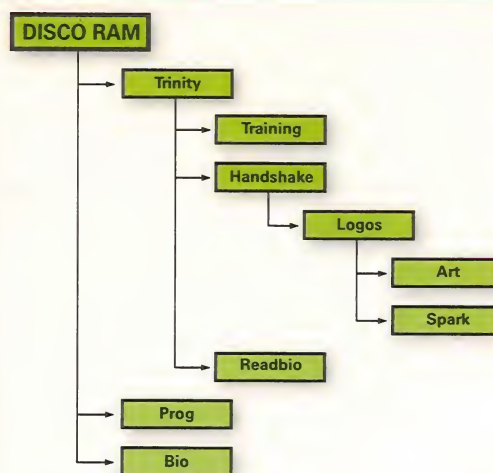 DISCO RAM
Trinity
Training
Handshake
Logos
Art
Spark
Readbio
Prog
Bio